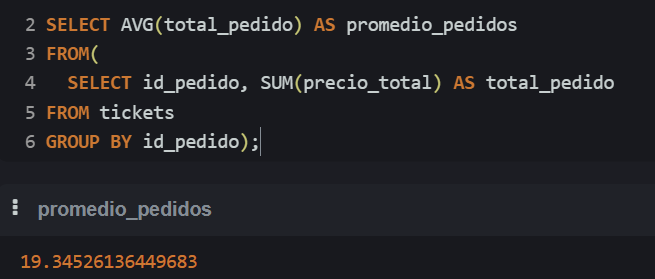 2 SELECT AVG(total_pedido) AS promedio_pedidos
3 FROM(
4   SELECT id_pedido, SUM(precio_total) AS total_pedido
5 FROM tickets
6 GROUP BY id_pedido);
promedio_pedidos
19.34526136449683